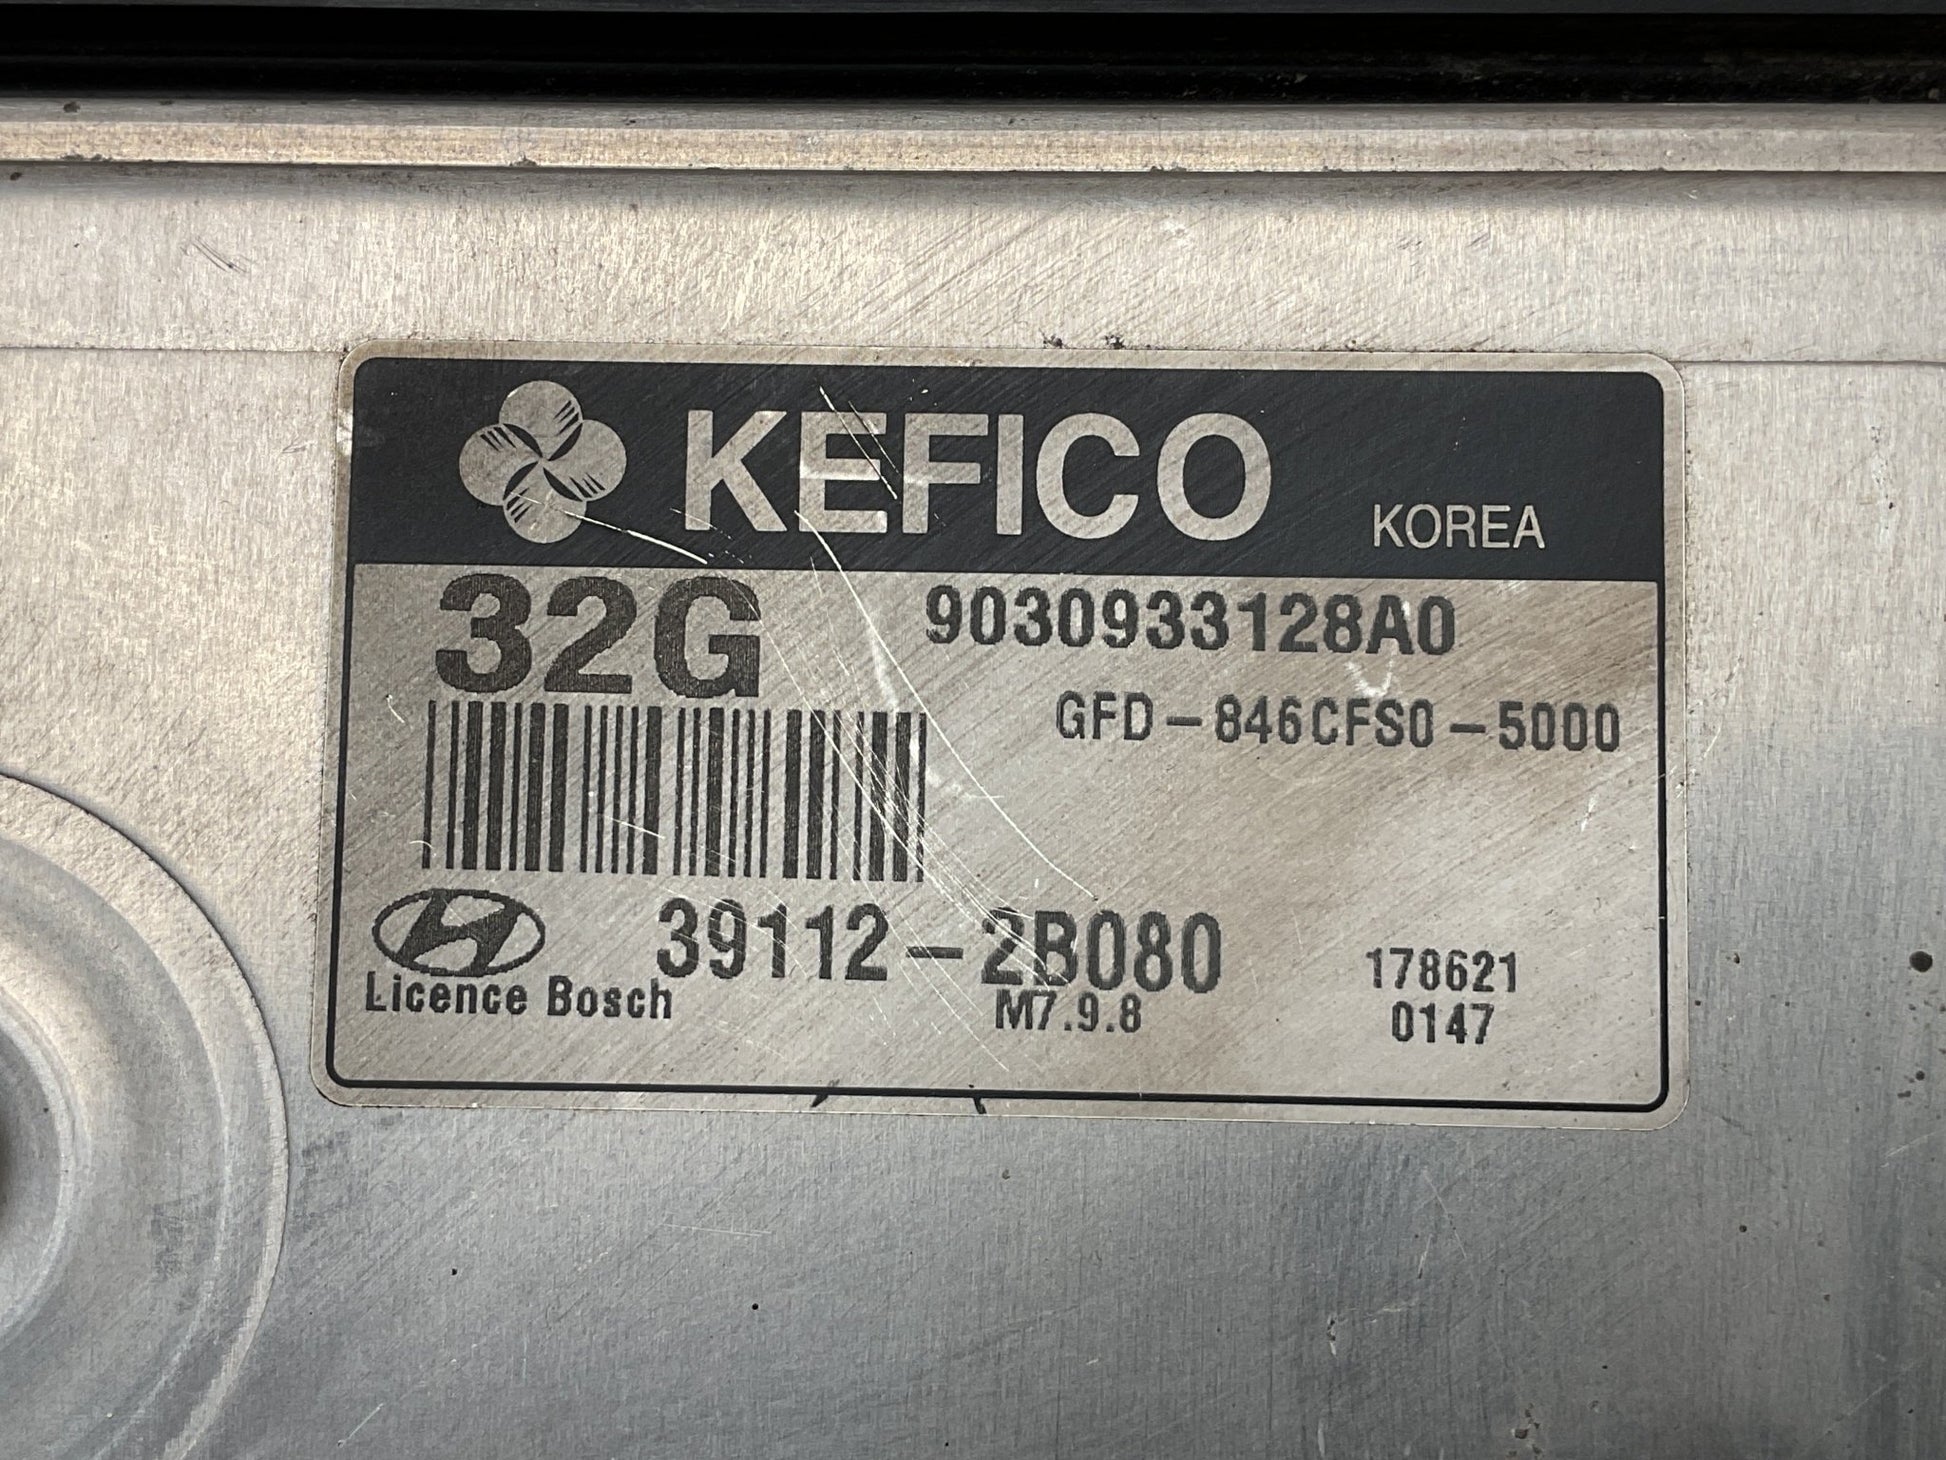 KEFICO KOREA
32G 9030933128A0
GFD-846CFS0-5000
39112-2B080 178621
Licence Bosch M7.9.8 0147